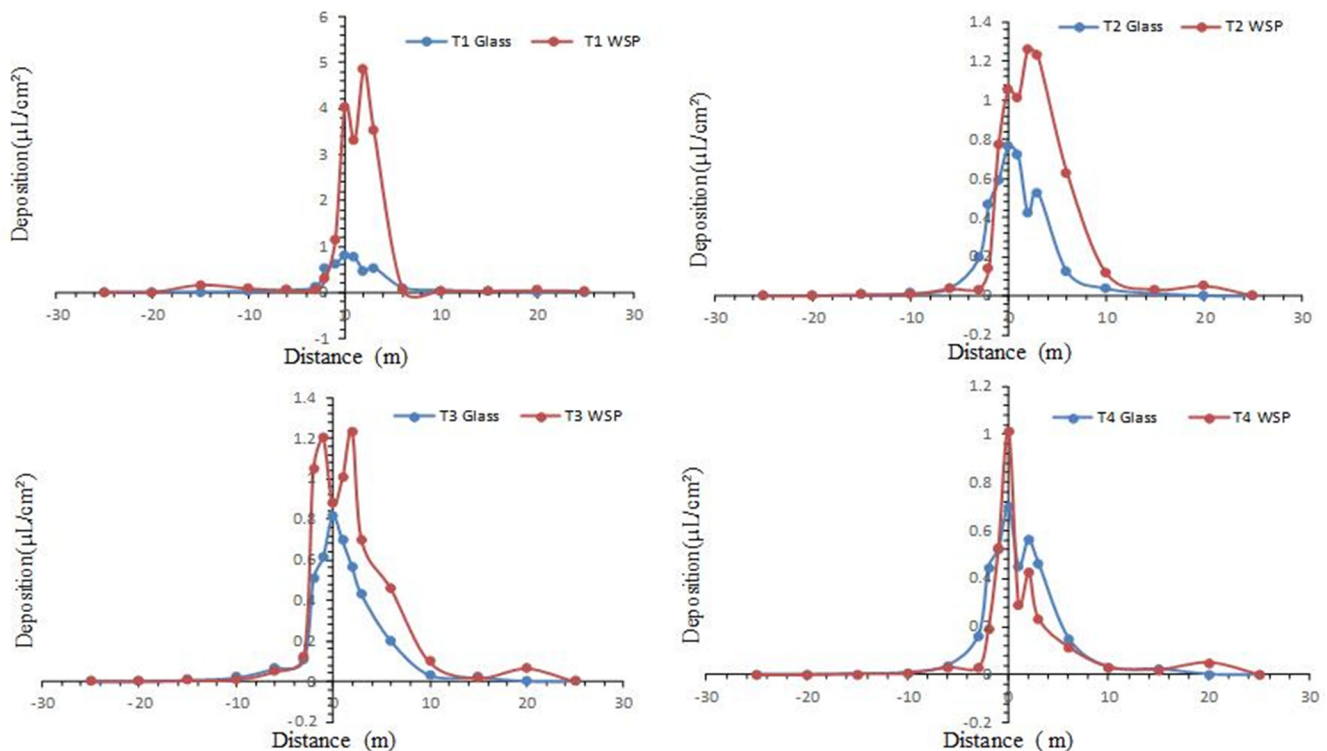 6
5
4
3
2
1
0
-1
-30 -20 -10 0 10 20 30
T1 Glass T1 WSP
Deposition(µL/cm²)
Distance (m)
1.4
1.2
1
0.8
0.6
0.4
0.2
0
-0.2
-30 -20 -10 0 10 20 30
T2 Glass T2 WSP
Deposition(µL/cm²)
Distance (m)
1.4
1.2
1
0.8
0.6
0.4
0.2
0
-0.2
-30 -20 -10 0 10 20 30
T3 Glass T3 WSP
Deposition(µL/cm²)
Distance (m)
1.2
1
0.8
0.6
0.4
0.2
0
-0.2
-30 -20 -10 0 10 20 30
T4 Glass T4 WSP
Deposition(µL/cm²)
Distance ( m)